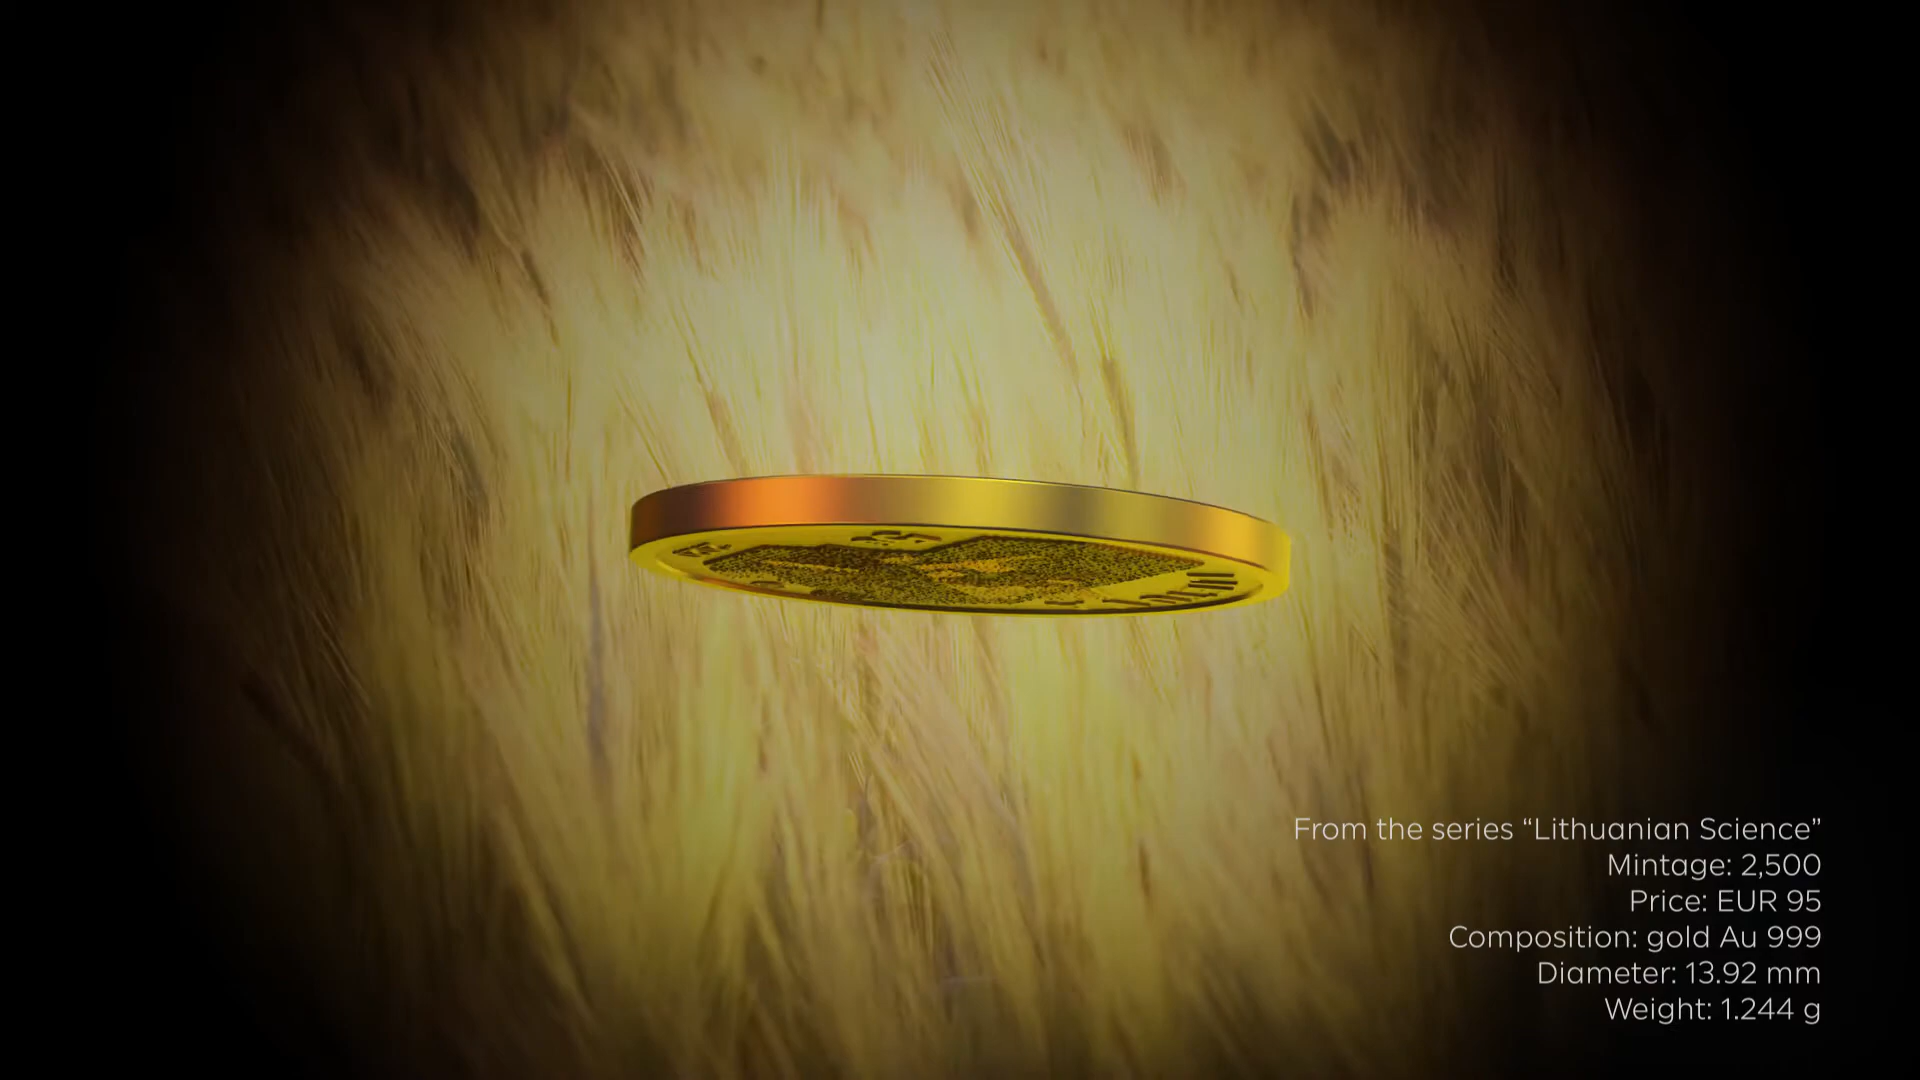 From the series “Lithuanian Science”
Mintage: 2,500
Price: EUR 95
Composition: gold Au 999
Diameter: 13.92 mm
Weight: 1.244 g